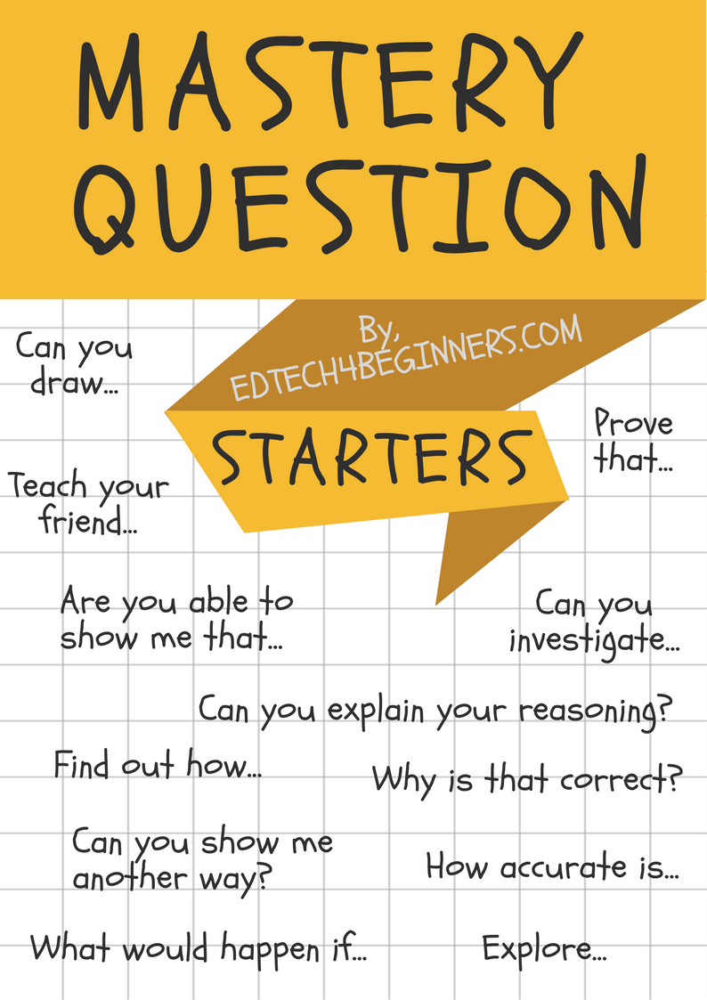 MASTERY
QUESTION
By,
EDTECH4BEGINNERS.COM
STARTERS
Can you
draw...
Prove
that...
Teach your
friend...
Are you able to
show me that...
Can you
investigate...
Can you explain your reasoning?
Find out how...
Why is that correct?
Can you show me
another way?
How accurate is...
What would happen if...
Explore...